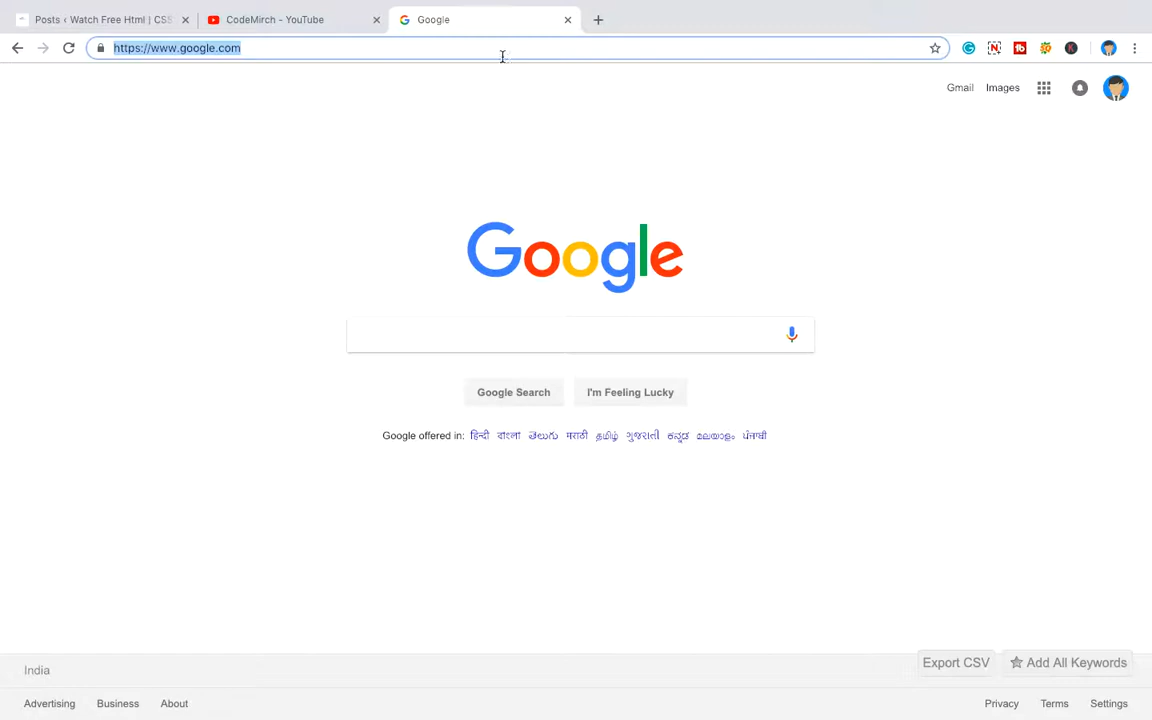 Posts ‹ Watch Free Html | CSS
CodeMirch - YouTube
Google
https://www.google.com
Gmail Images
Google
Google Search I'm Feeling Lucky
Google offered in: हिन्दी বাংলা తెలుగు मराठी தமிழ் ગુજરાતી ಕನ್ನಡ മലയാളം ਪੰਜਾਬੀ
India
Export CSV Add All Keywords
Advertising Business About Privacy Terms Settings